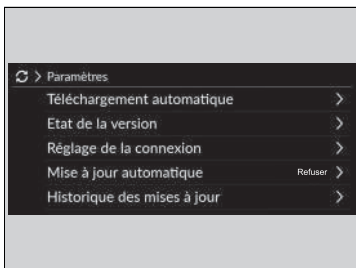 Paramètres
Téléchargement automatique
Etat de la version
Réglage de la connexion
Mise à jour automatique Refuser
Historique des mises à jour